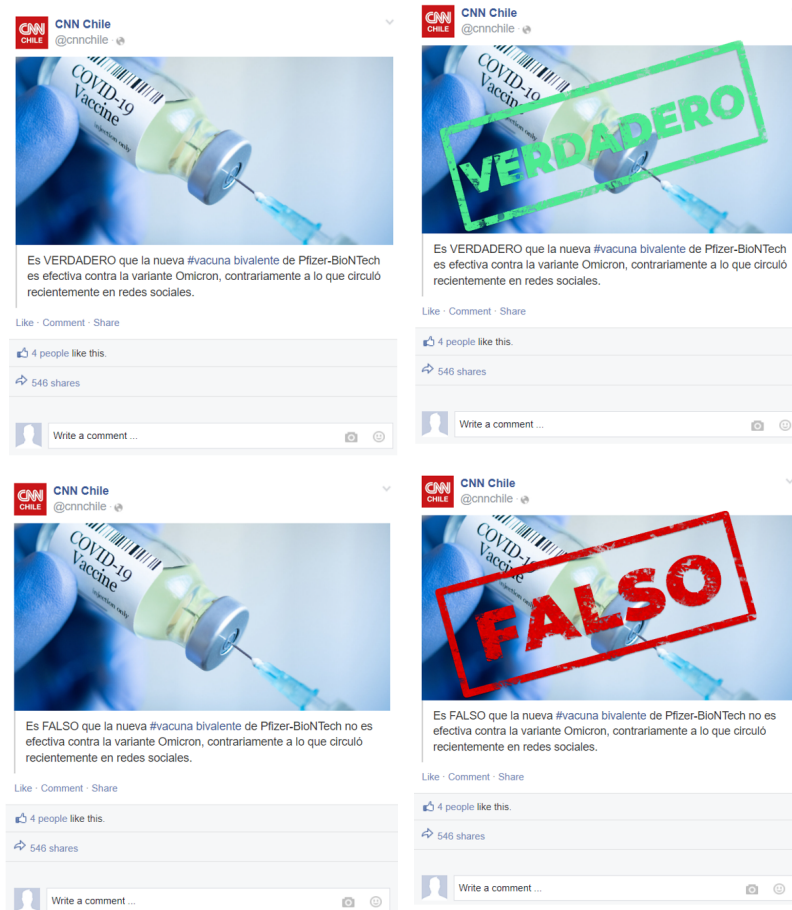 CNN
CHILE
CNN Chile
@cnnchile ·
COVID-19
Vaccine
injection only
Es VERDADERO que la nueva #vacuna bivalente de Pfizer-BioNTech
es efectiva contra la variante Omicron, contrariamente a lo que circuló
recientemente en redes sociales.
Like · Comment · Share
4 people like this.
546 shares
Write a comment ...
CNN
CHILE
CNN Chile
@cnnchile ·
COVID-19
Vaccine
VERDADERO
Es VERDADERO que la nueva #vacuna bivalente de Pfizer-BioNTech
es efectiva contra la variante Omicron, contrariamente a lo que circuló
recientemente en redes sociales.
Like · Comment · Share
4 people like this.
546 shares
Write a comment ...
CNN
CHILE
CNN Chile
@cnnchile ·
COVID-19
Vaccine
injection only
Es FALSO que la nueva #vacuna bivalente de Pfizer-BioNTech no es
efectiva contra la variante Omicron, contrariamente a lo que circuló
recientemente en redes sociales.
Like · Comment · Share
4 people like this.
546 shares
Write a comment ...
CNN
CHILE
CNN Chile
@cnnchile ·
COVID-19
Vaccine
FALSO
Es FALSO que la nueva #vacuna bivalente de Pfizer-BioNTech no es
efectiva contra la variante Omicron, contrariamente a lo que circuló
recientemente en redes sociales.
Like · Comment · Share
4 people like this.
546 shares
Write a comment ...